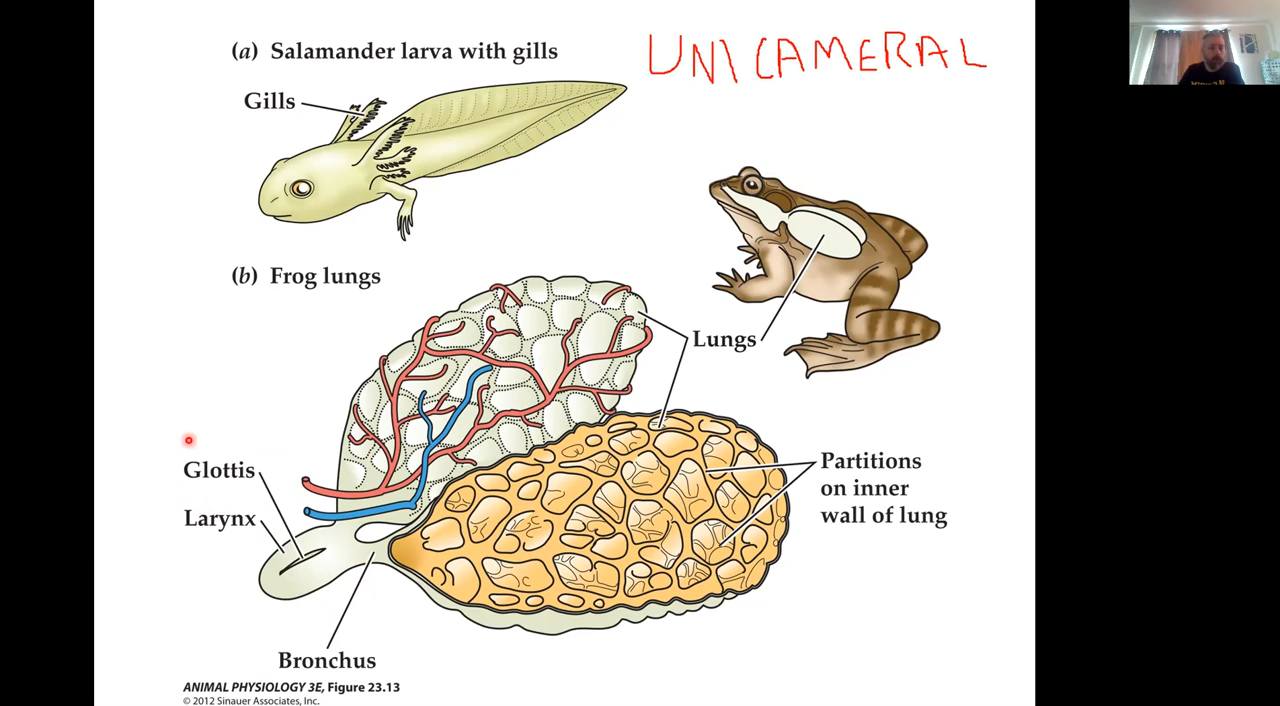 (a) Salamander larva with gills
UNICAMERAL
Gills
(b) Frog lungs
Lungs
Glottis
Larynx
Partitions
on inner
wall of lung
Bronchus
ANIMAL PHYSIOLOGY 3E, Figure 23.13
© 2012 Sinauer Associates, Inc.